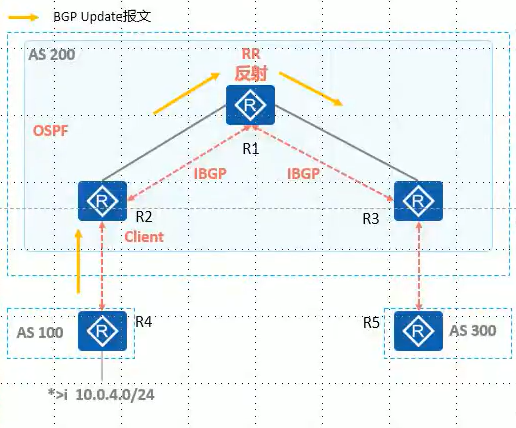 BGP Update报文
AS 200
RR
反射
R
R1
OSPF
IBGP
IBGP
R
R2
R3
R
Client
AS 100
R
R4
R5
R
AS 300
*>i 10.0.4.0/24